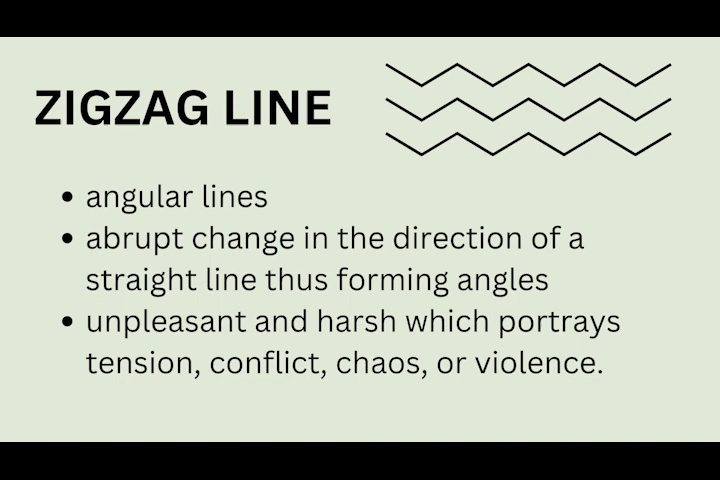 ZIGZAG LINE
• angular lines
• abrupt change in the direction of a
straight line thus forming angles
• unpleasant and harsh which portrays
tension, conflict, chaos, or violence.